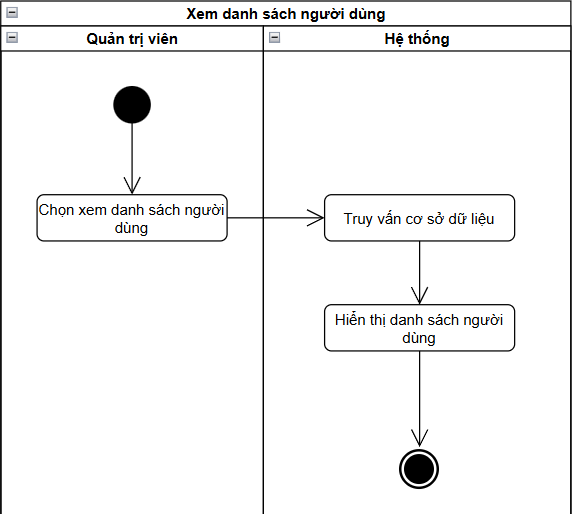 Xem danh sách người dùng
Quản trị viên
Hệ thống
Chọn xem danh sách người
dùng
Truy vấn cơ sở dữ liệu
Hiển thị danh sách người
dùng